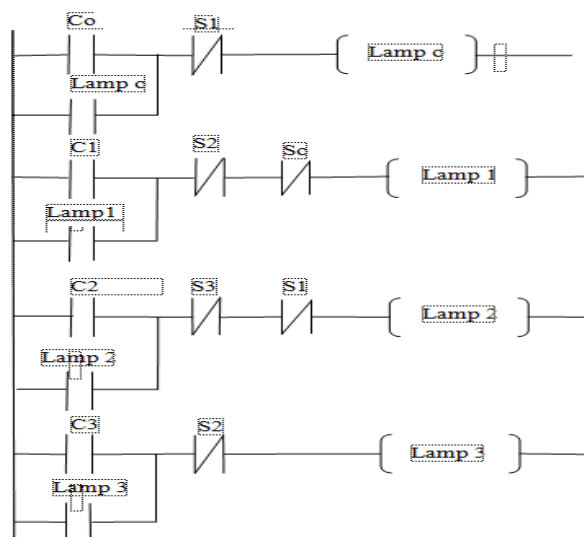 Co S1
Lamp c
Lamp c
C1 S2 Sc
Lamp 1
Lamp1
C2 S3 S1
Lamp 2
Lamp 2
C3 S2
Lamp 3
Lamp 3